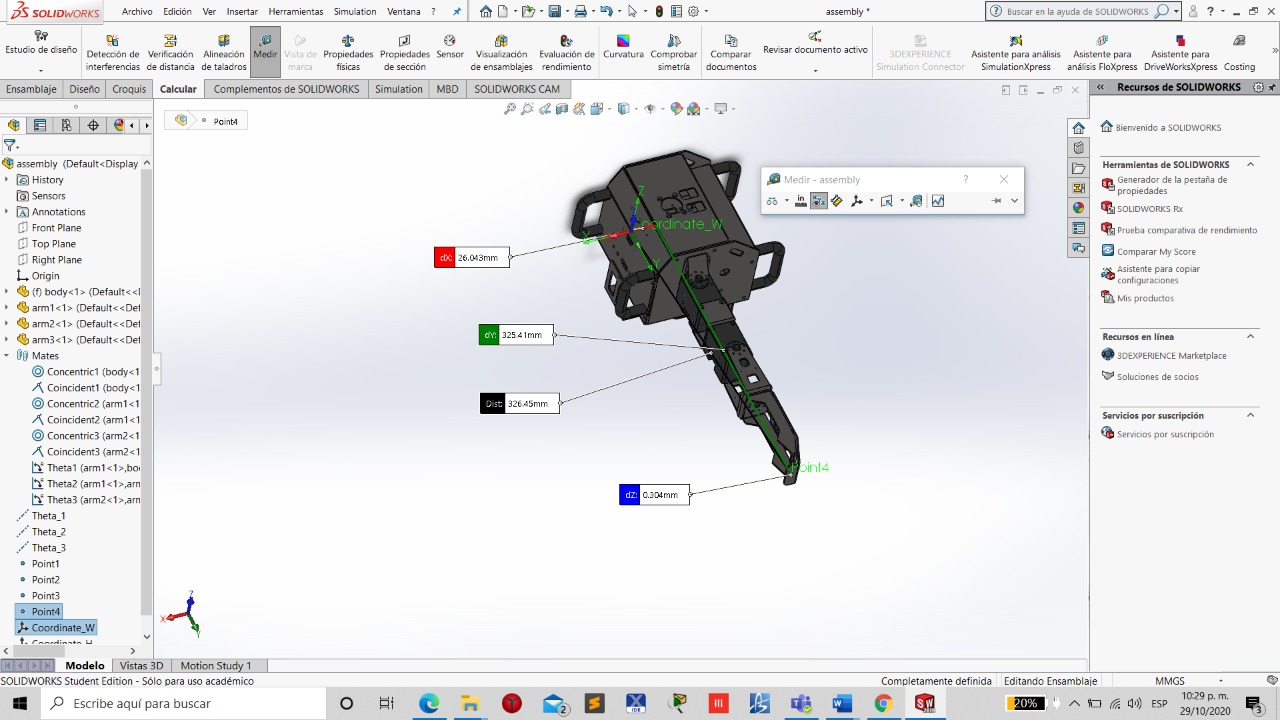 SOLIDWORKS
Archivo Edición Ver Insertar Herramientas Simulation Ventana ?
assembly *
Buscar en la ayuda de SOLIDWORKS
Estudio de diseño
Detección de interferencias
Verificación de distancia
Alineación de taladros
Medir
Vista de marca
Propiedades físicas
Propiedades de sección
Sensor
Visualización de ensamblajes
Evaluación de rendimiento
Curvatura
Comprobar simetría
Comparar documentos
Revisar documento activo
3DEXPERIENCE Simulation Connector
Asistente para análisis SimulationXpress
Asistente para análisis FloXpress
Asistente para DriveWorksXpress
Costing
Ensamblaje Diseño Croquis Calcular Complementos de SOLIDWORKS Simulation MBD SOLIDWORKS CAM
Point4
assembly (Default<Display
History
Sensors
Annotations
Front Plane
Top Plane
Right Plane
Origin
(f) body<1> (Def
arm1<1> (Default<<Def
arm2<1> (Default<<Def
arm3<1> (Default<<Def
Mates
Concentric1 (body<1
Coincident1 (body<1
Concentric2 (arm1<1
Coincident2 (arm1<1
Concentric3 (arm2<1
Coincident3 (arm2<1
Theta1 (arm1<1>,bo
Theta2 (arm1<1>,arm
Theta3 (arm2<1>,arm
Theta_1
Theta_2
Theta_3
Point1
Point2
Point3
Point4
Coordinate_W
Coordinate_H
Medir - assembly
?
in
Z
Coordinate_W
X
Y
dX: 26.043mm
dY: 325.41mm
Dist: 326.45mm
Point4
dZ: 0.304mm
Z
X
Y
Recursos de SOLIDWORKS
Bienvenido a SOLIDWORKS
Herramientas de SOLIDWORKS
Generador de la pestaña de propiedades
SOLIDWORKS Rx
Prueba comparativa de rendimiento
Comparar My Score
Asistente para copiar configuraciones
Mis productos
Recursos en línea
3DEXPERIENCE Marketplace
Soluciones de socios
Servicios por suscripción
Servicios por suscripción
Modelo Vistas 3D Motion Study 1
SOLIDWORKS Student Edition - Sólo para uso académico
Completamente definida Editando Ensamblaje MMGS
Escribe aquí para buscar
20%
ESP
10:29 p. m.
29/10/2020